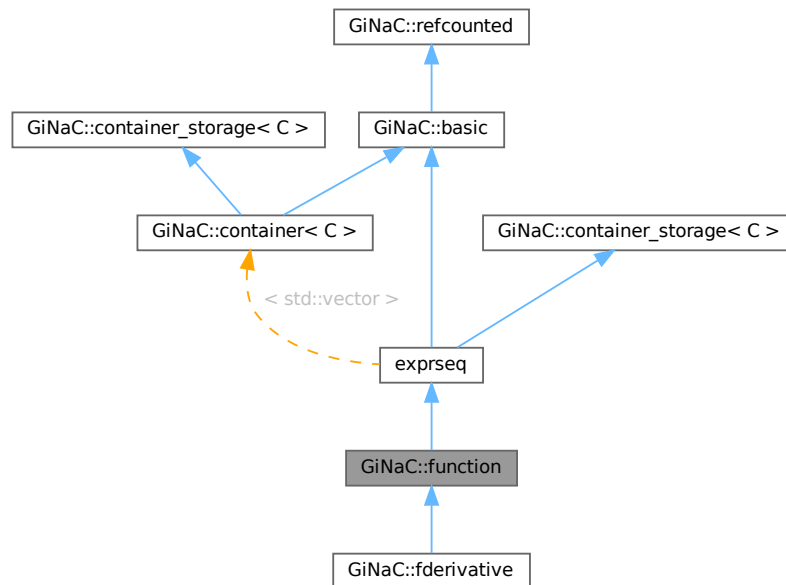 GiNaC::refcounted
GiNaC::container_storage< C >
GiNaC::basic
GiNaC::container< C >
GiNaC::container_storage< C >
< std::vector >
exprseq
GiNaC::function
GiNaC::fderivative